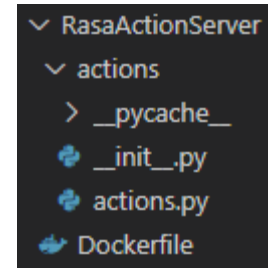 RasaActionServer
actions
__pycache__
__init__.py
actions.py
Dockerfile